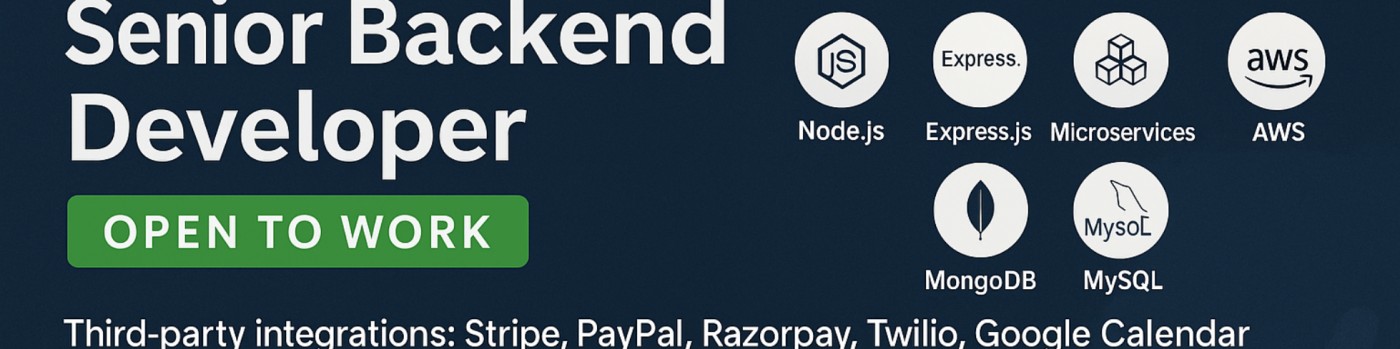 Senior Backend
Developer
OPEN TO WORK
JS
Express.
aws
Node.js
Express.js
Microservices
AWS
MysoL
MongoDB
MySQL
Third-party integrations: Stripe, PayPal, Razorpay, Twilio, Google Calendar